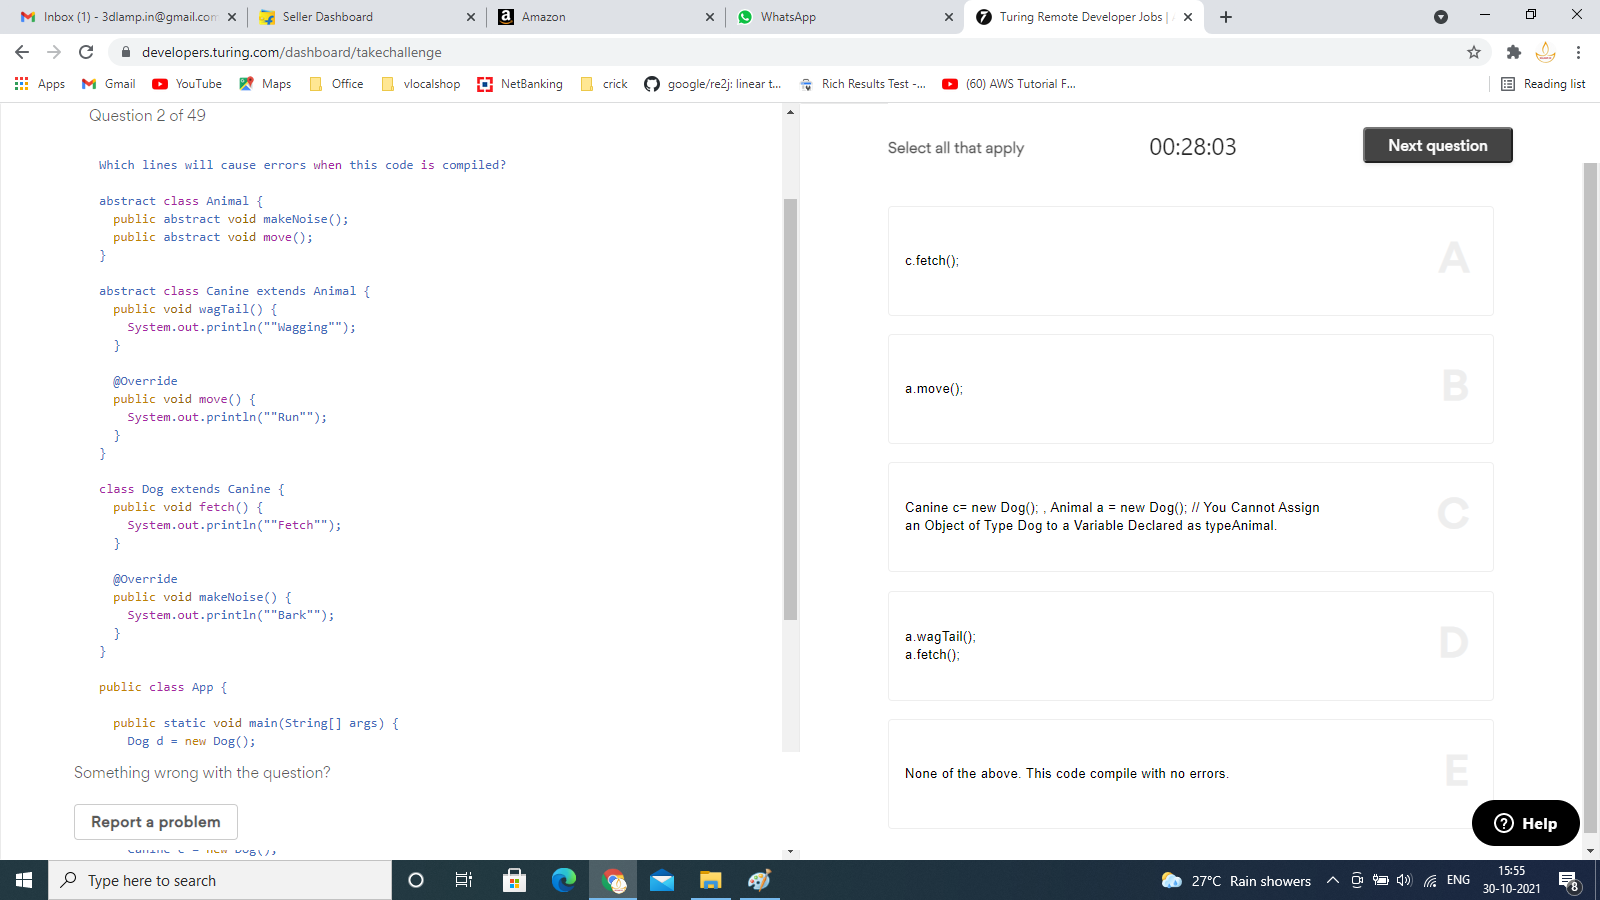 Inbox (1) - 3dlamp.in@gmail.com
Seller Dashboard
Amazon
WhatsApp
Turing Remote Developer Jobs |
developers.turing.com/dashboard/takechallenge
Apps
Gmail
YouTube
Maps
Office
vlocalshop
NetBanking
crick
google/re2j: linear t...
Rich Results Test -...
(60) AWS Tutorial F...
Reading list
Question 2 of 49
Which lines will cause errors when this code is compiled?
abstract class Animal {
public abstract void makeNoise();
public abstract void move();
}
abstract class Canine extends Animal {
public void wagTail() {
System.out.println(""Wagging"");
}
@Override
public void move() {
System.out.println(""Run"");
}
}
class Dog extends Canine {
public void fetch() {
System.out.println(""Fetch"");
}
@Override
public void makeNoise() {
System.out.println(""Bark"");
}
}
public class App {
public static void main(String[] args) {
Dog d = new Dog();
Something wrong with the question?
Report a problem
Canine c = new Dog();
Select all that apply
00:28:03
Next question
c.fetch();
A
a.move();
B
Canine c= new Dog(); , Animal a = new Dog(); // You Cannot Assign
an Object of Type Dog to a Variable Declared as typeAnimal.
C
a.wagTail();
a.fetch();
D
None of the above. This code compile with no errors.
E
? Help
Type here to search
27°C Rain showers
ENG
15:55
30-10-2021
8